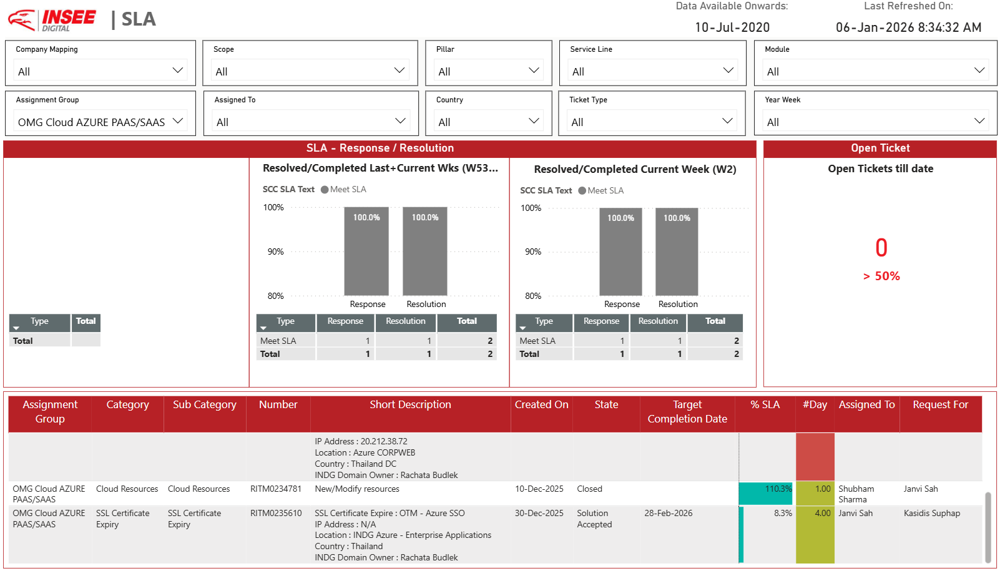 INSEE
DIGITAL
| SLA
Data Available Onwards:
10-Jul-2020
Last Refreshed On:
06-Jan-2026 8:34:32 AM
Company Mapping
All
Scope
All
Pillar
All
Service Line
All
Module
All
Assignment Group
OMG Cloud AZURE PAAS/SAAS
Assigned To
All
Country
All
Ticket Type
All
Year Week
All
SLA - Response / Resolution
Type Total
Total
Resolved/Completed Last+Current Wks (W53...
SCC SLA Text Meet SLA
100%
90%
80%
100.0% 100.0%
Response Resolution
Type Response Resolution Total
Meet SLA 1 1 2
Total 1 1 2
Resolved/Completed Current Week (W2)
SCC SLA Text Meet SLA
100%
90%
80%
100.0% 100.0%
Response Resolution
Type Response Resolution Total
Meet SLA 1 1 2
Total 1 1 2
Open Ticket
Open Tickets till date
0
> 50%
Assignment Group Category Sub Category Number Short Description Created On State Target Completion Date % SLA #Day Assigned To Request For
IP Address : 20.212.38.72
Location : Azure CORPWEB
Country : Thailand DC
INDG Domain Owner : Rachata Budlek
OMG Cloud AZURE Cloud Resources Cloud Resources RITM0234781 New/Modify resources 10-Dec-2025 Closed 110.3% 1.00 Shubham Janvi Sah
PAAS/SAAS Sharma
OMG Cloud AZURE SSL Certificate SSL Certificate RITM0235610 SSL Certificate Expire : OTM - Azure SSO 30-Dec-2025 Solution 28-Feb-2026 8.3% 4.00 Janvi Sah Kasidis Suphap
PAAS/SAAS Expiry Expiry IP Address : N/A Accepted
Location : INDG Azure - Enterprise Applications
Country : Thailand
INDG Domain Owner : Rachata Budlek